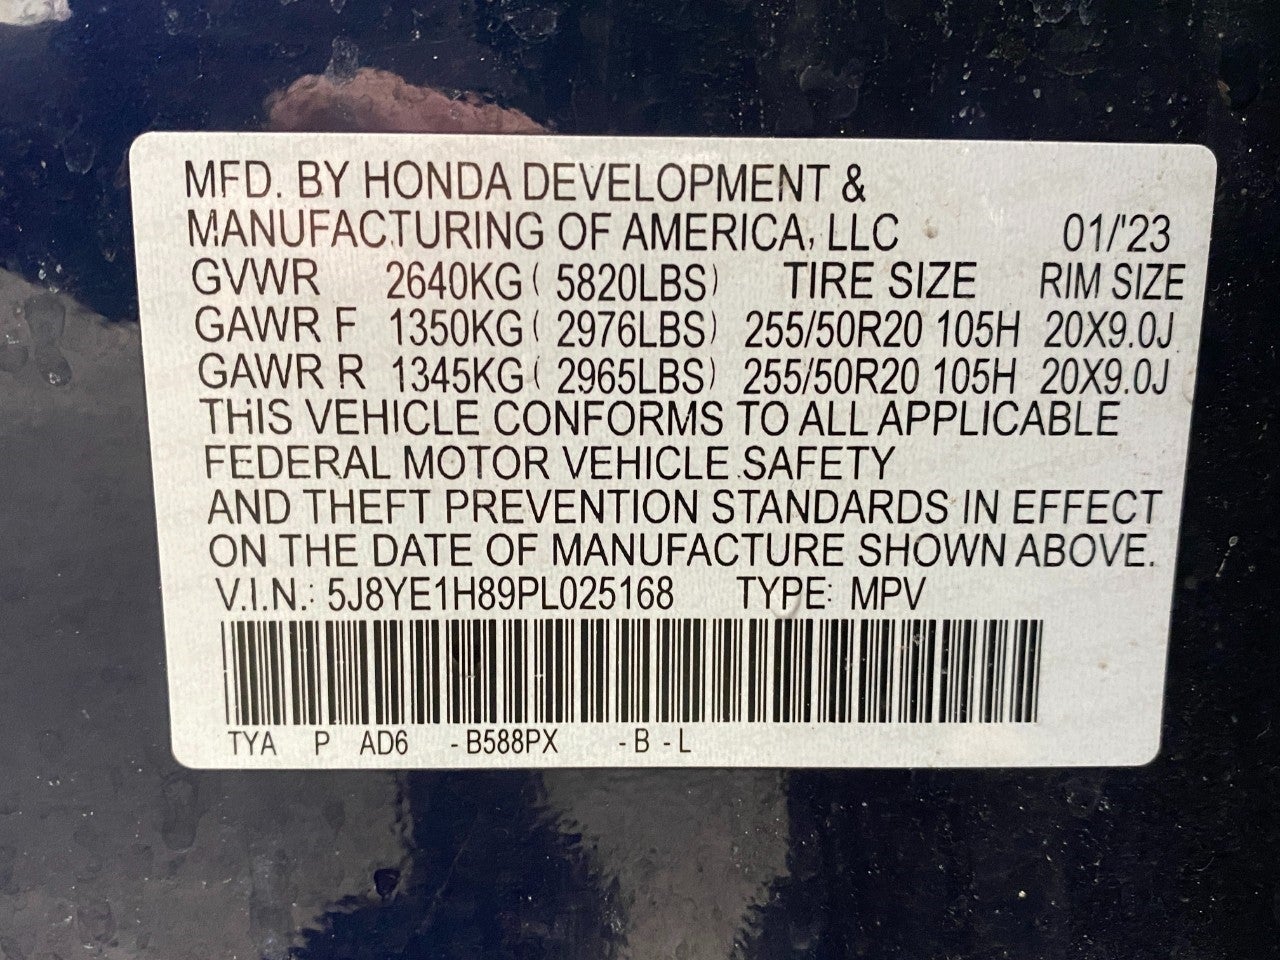 MFD. BY HONDA DEVELOPMENT &
MANUFACTURING OF AMERICA, LLC 01/'23
GVWR 2640KG ( 5820LBS) TIRE SIZE RIM SIZE
GAWR F 1350KG ( 2976LBS) 255/50R20 105H 20X9.0J
GAWR R 1345KG ( 2965LBS) 255/50R20 105H 20X9.0J
THIS VEHICLE CONFORMS TO ALL APPLICABLE
FEDERAL MOTOR VEHICLE SAFETY
AND THEFT PREVENTION STANDARDS IN EFFECT
ON THE DATE OF MANUFACTURE SHOWN ABOVE.
V.I.N.: 5J8YE1H89PL025168 TYPE: MPV
TYA P AD6 -B588PX -B -L